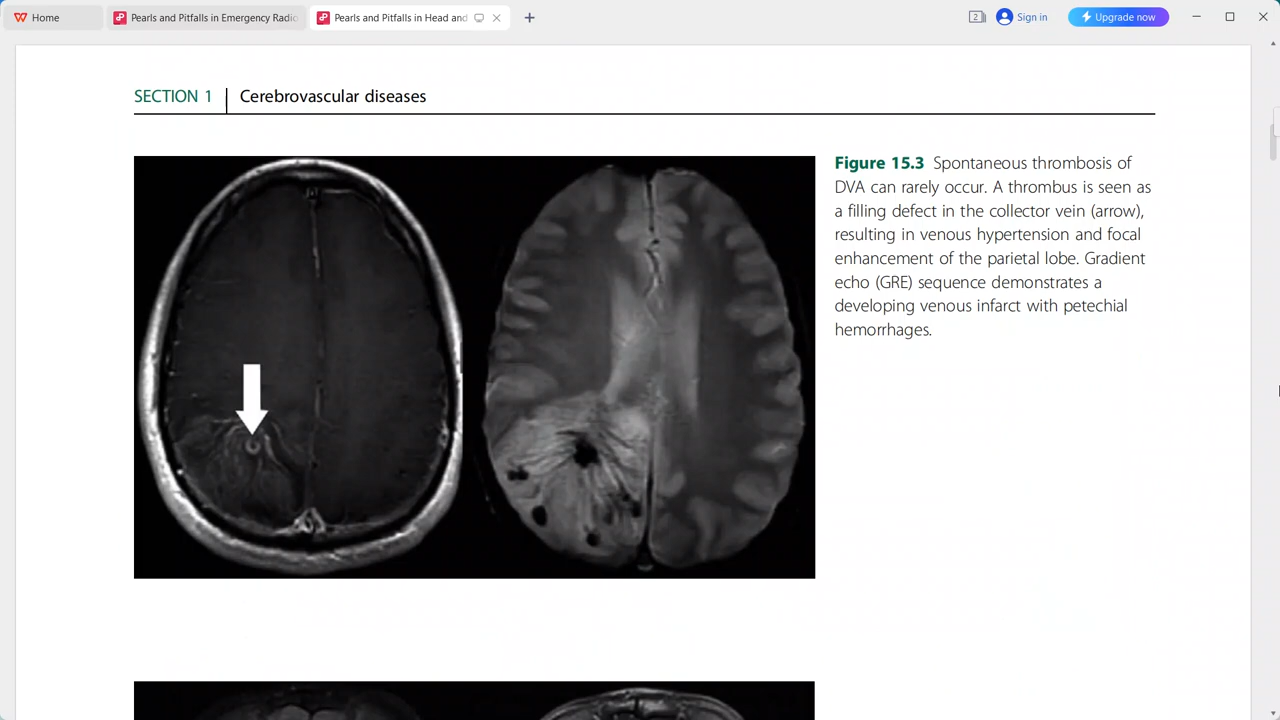 Home
Pearls and Pitfalls in Emergency Radio
Pearls and Pitfalls in Head and
2
Sign in
Upgrade now
SECTION 1 Cerebrovascular diseases
Figure 15.3 Spontaneous thrombosis of
DVA can rarely occur. A thrombus is seen as
a filling defect in the collector vein (arrow),
resulting in venous hypertension and focal
enhancement of the parietal lobe. Gradient
echo (GRE) sequence demonstrates a
developing venous infarct with petechial
hemorrhages.